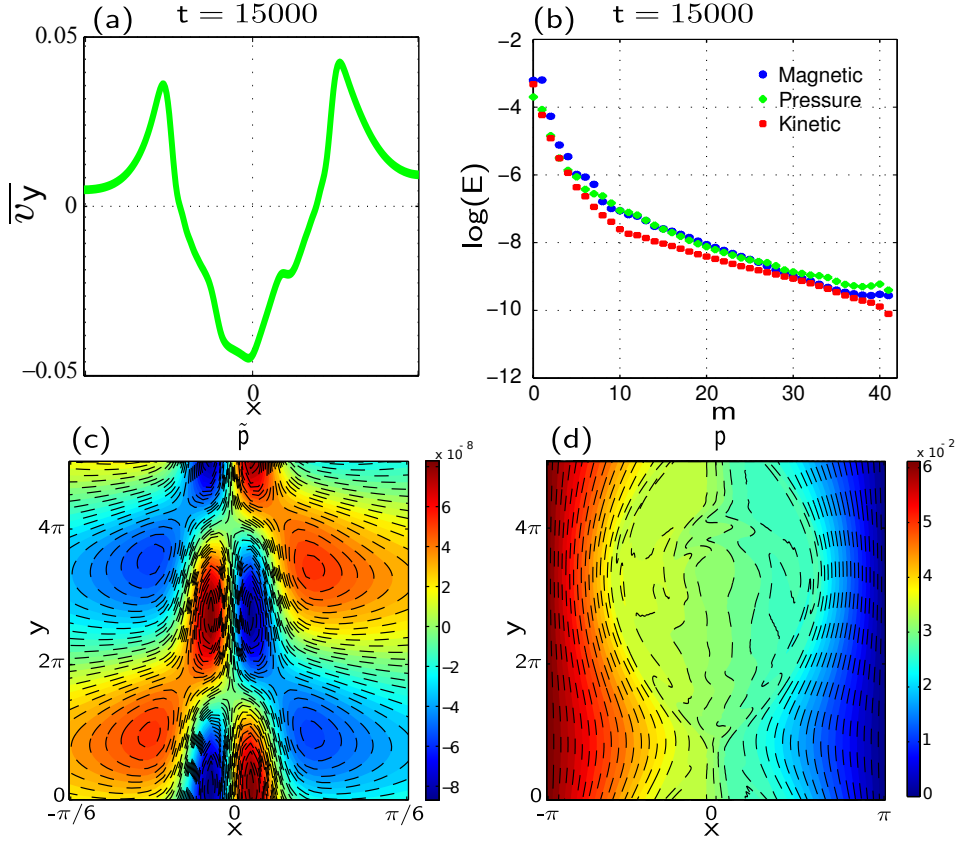 (a)
t = 15000
0.05
0
−0.05
v̅y̅
0
x
(b)
t = 15000
−2
−4
−6
−8
−10
−12
log(E)
Magnetic
Pressure
Kinetic
0
10
20
30
40
m
(c)
p̃
x 10⁻⁸
8
6
4
2
0
−2
−4
−6
−8
4π
y
2π
0
-π/6
0
π/6
x
(d)
p
x 10⁻²
6
5
4
3
2
1
0
4π
y
2π
0
-π
0
π
x